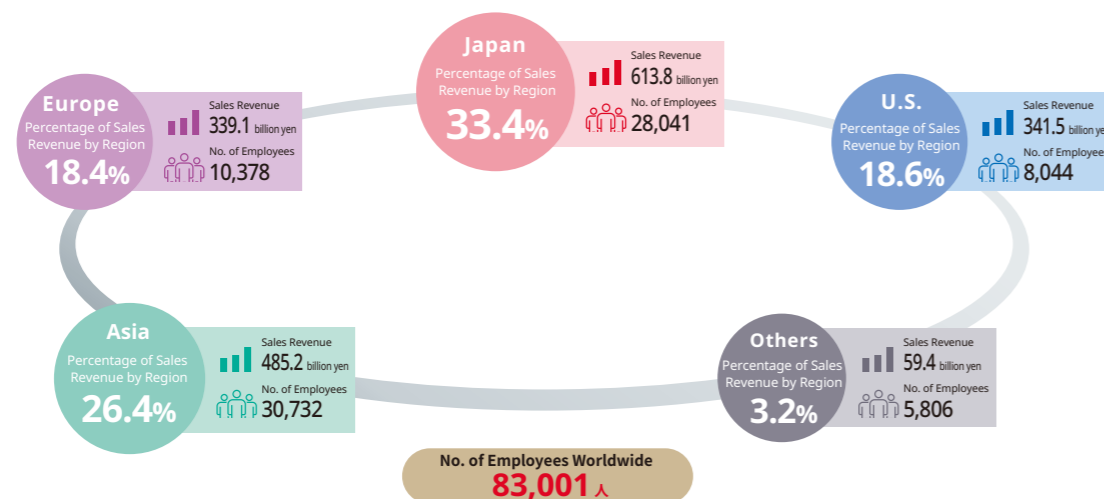 Japan
Percentage of Sales
Revenue by Region
33.4%
Sales Revenue
613.8 billion yen
No. of Employees
28,041
Europe
Percentage of Sales
Revenue by Region
18.4%
Sales Revenue
339.1 billion yen
No. of Employees
10,378
U.S.
Percentage of Sales
Revenue by Region
18.6%
Sales Revenue
341.5 billion ye
No. of Employees
8,044
Asia
Percentage of Sales
Revenue by Region
26.4%
Sales Revenue
485.2 billion yen
No. of Employees
30,732
Others
Percentage of Sales
Revenue by Region
3.2%
Sales Revenue
59.4 billion yen
No. of Employees
5,806
No. of Employees Worldwide
83,001 人